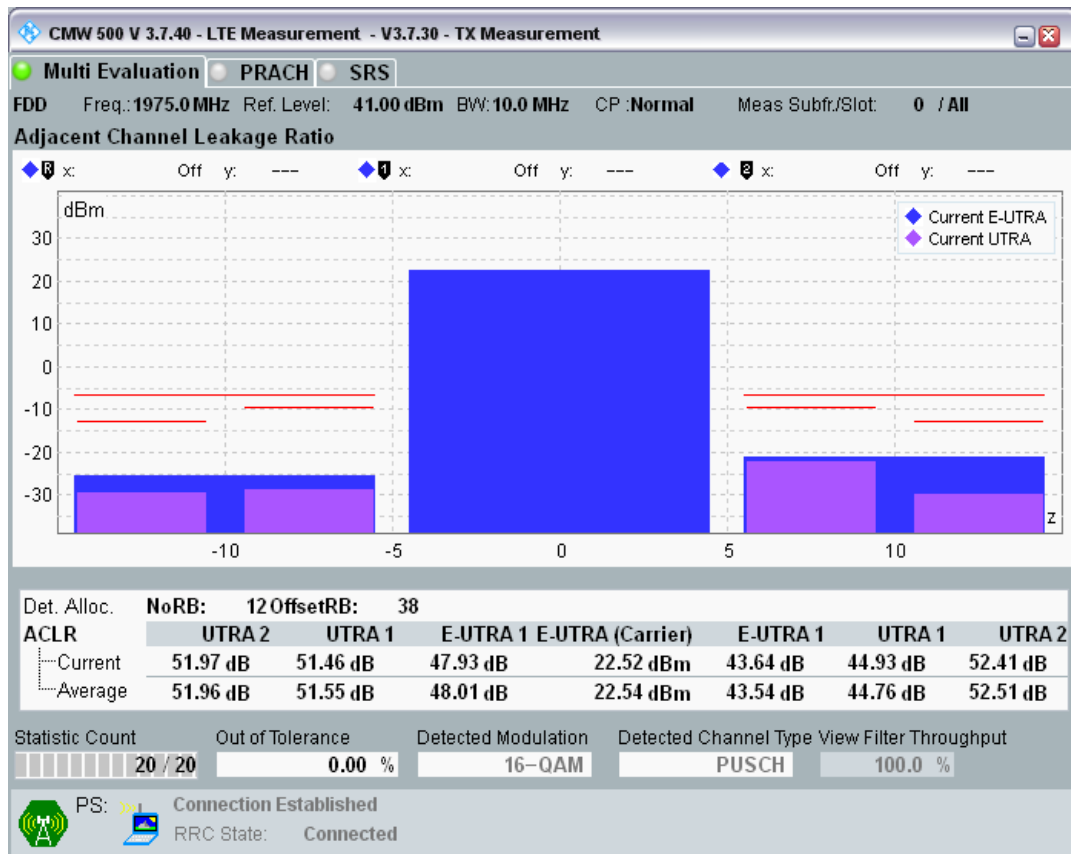 CMW 500 V 3.7.40 - LTE Measurement - V3.7.30 - TX Measurement
Multi Evaluation PRACH SRS
FDD Freq.: 1975.0 MHz Ref. Level: 41.00 dBm BW: 10.0 MHz CP :Normal Meas Subfr./Slot: 0 / All
Adjacent Channel Leakage Ratio
R x: Off y: --- 1 x: Off y: --- 2 x: Off y: ---
dBm
Current E-UTRA
Current UTRA
30
20
10
0
-10
-20
-30
z
-10 -5 0 5 10
Det. Alloc. NoRB: 12 OffsetRB: 38
ACLR UTRA 2 UTRA 1 E-UTRA 1 E-UTRA (Carrier) E-UTRA 1 UTRA 1 UTRA 2
Current 51.97 dB 51.46 dB 47.93 dB 22.52 dBm 43.64 dB 44.93 dB 52.41 dB
Average 51.96 dB 51.55 dB 48.01 dB 22.54 dBm 43.54 dB 44.76 dB 52.51 dB
Statistic Count Out of Tolerance Detected Modulation Detected Channel Type View Filter Throughput
20 / 20 0.00 % 16-QAM PUSCH 100.0 %
PS: Connection Established
RRC State: Connected